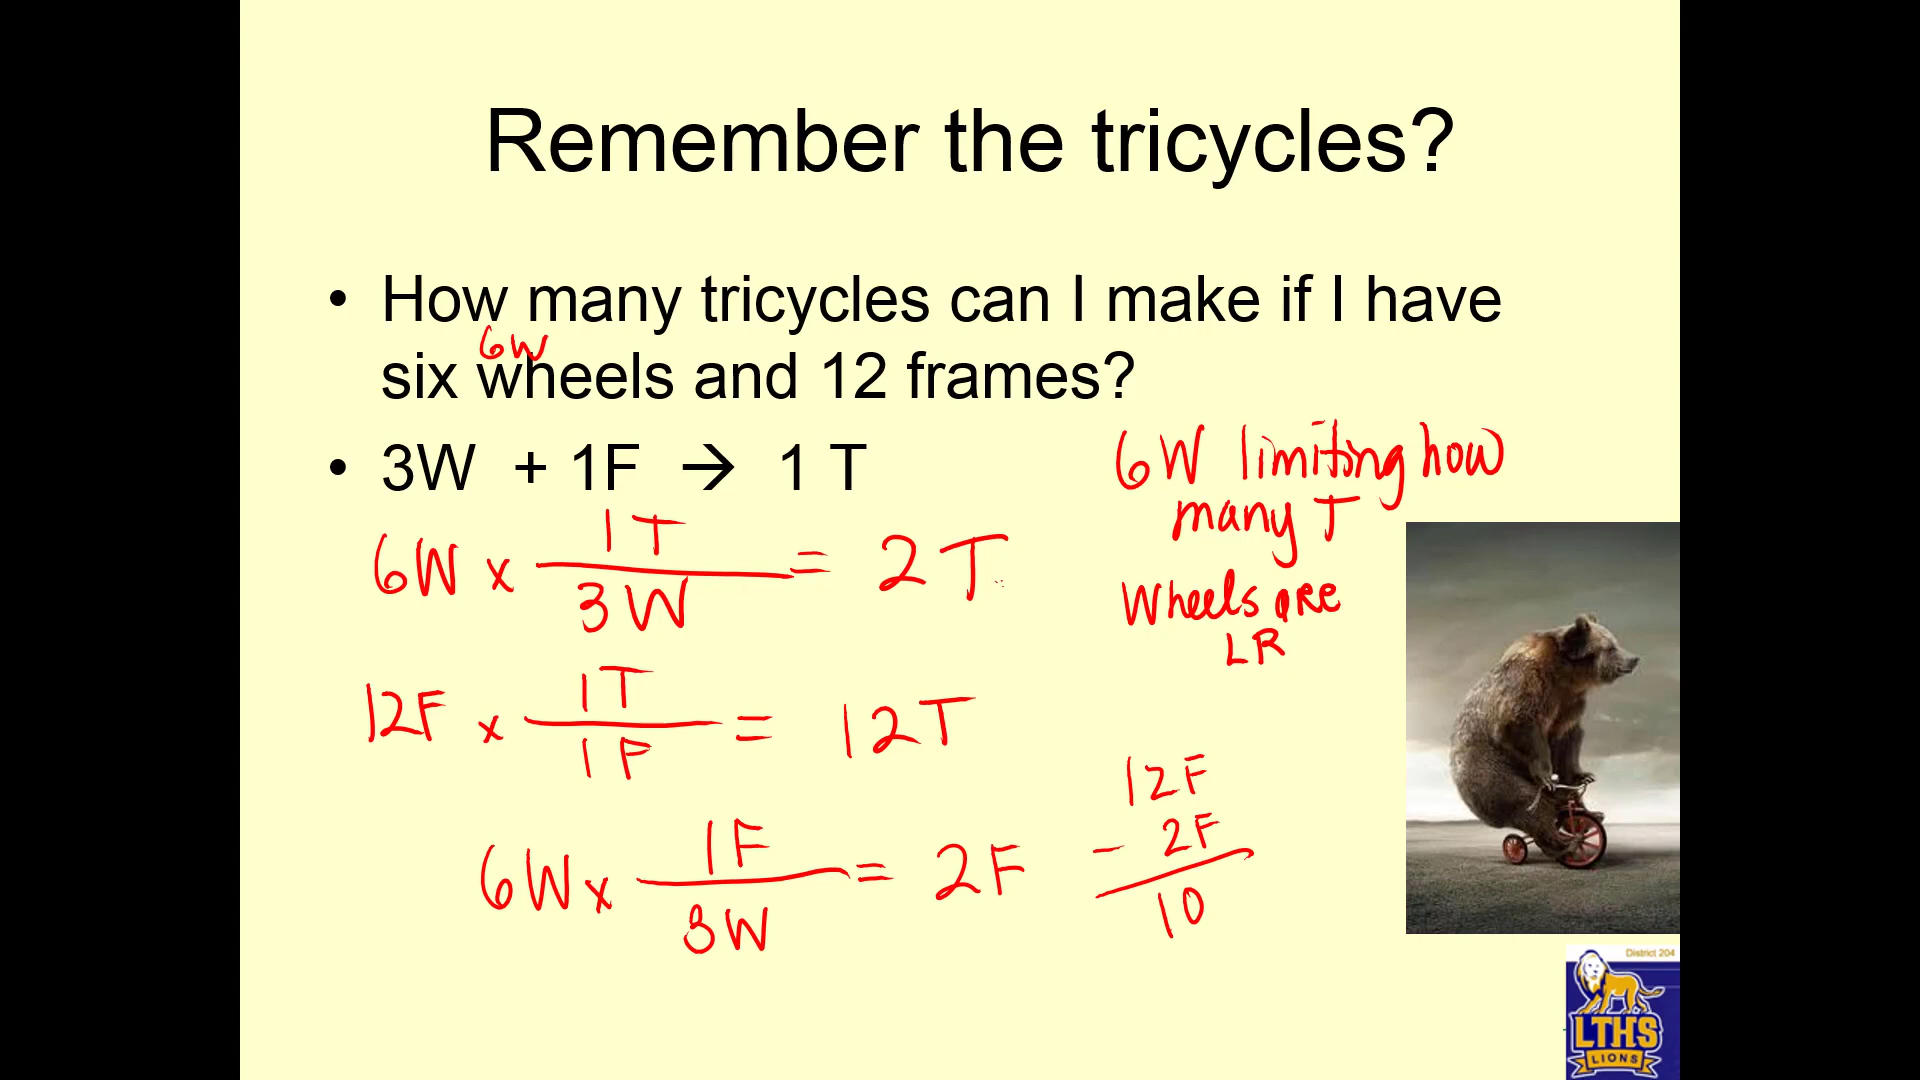 Remember the tricycles?
• How many tricycles can I make if I have
6W
six wheels and 12 frames?
• 3W + 1F → 1 T
6W limiting how
many T
Wheels are
LR
6W x 1T / 3W = 2T
12F x 1T / 1F = 12T
6W x 1F / 3W = 2F
12F
- 2F
10
District 204
LTHS
LIONS